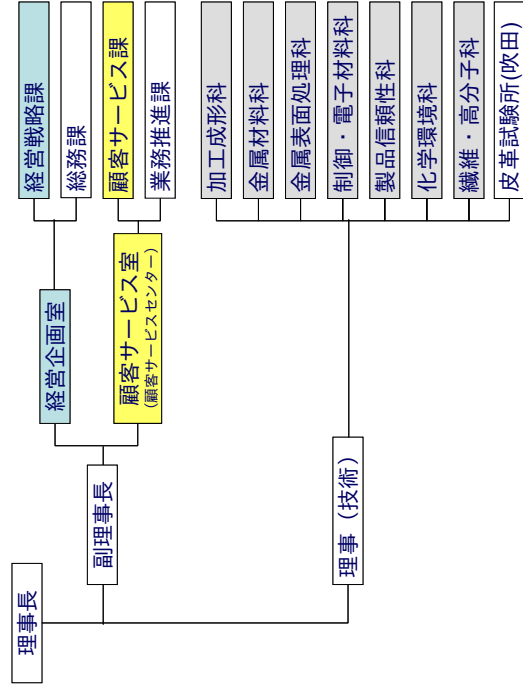 理事長
副理事長
経営企画室
経営戦略課
総務課
顧客サービス室
(顧客サービスセンター)
顧客サービス課
業務推進課
理事（技術）
加工成形科
金属材料科
金属表面処理科
制御・電子材料科
製品信頼性科
化学環境科
繊維・高分子科
皮革試験所(吹田)